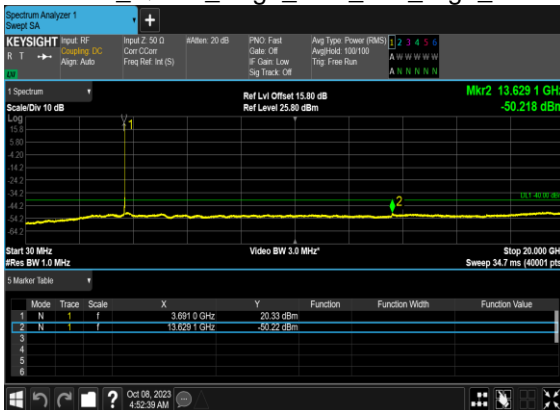 Spectrum Analyzer 1
Swept SA
+
KEYSIGHT Input: RF Input Z: 50 Ω #Atten: 20 dB PNO: Fast Avg Type: Power (RMS) 1 2 3 4 5 6
R T Coupling: DC Corr CCorr Gate: Off Avg|Hold: 100/100 A W W W W W
Align: Auto Freq Ref: Int (S) IF Gain: Low Trig: Free Run
Sig Track: Off A N N N N N
1 Spectrum Ref Lvl Offset 15.80 dB Mkr2 13.629 1 GHz
Scale/Div 10 dB Ref Level 25.80 dBm -50.218 dBm
Log
15.8
5.80
-4.20
-14.2
-24.2
-34.2
-44.2
-54.2
-64.2
1
2
Start 30 MHz Video BW 3.0 MHz* Stop 20.000 GH
#Res BW 1.0 MHz Sweep 34.7 ms (40001 pts
5 Marker Table
Mode Trace Scale X Y Function Function Width Function Value
1 N 1 f 3.691 0 GHz 20.33 dBm
2 N 1 f 13.629 1 GHz -50.22 dBm
3
4
5
6
? Oct 08, 2023
4:52:39 AM